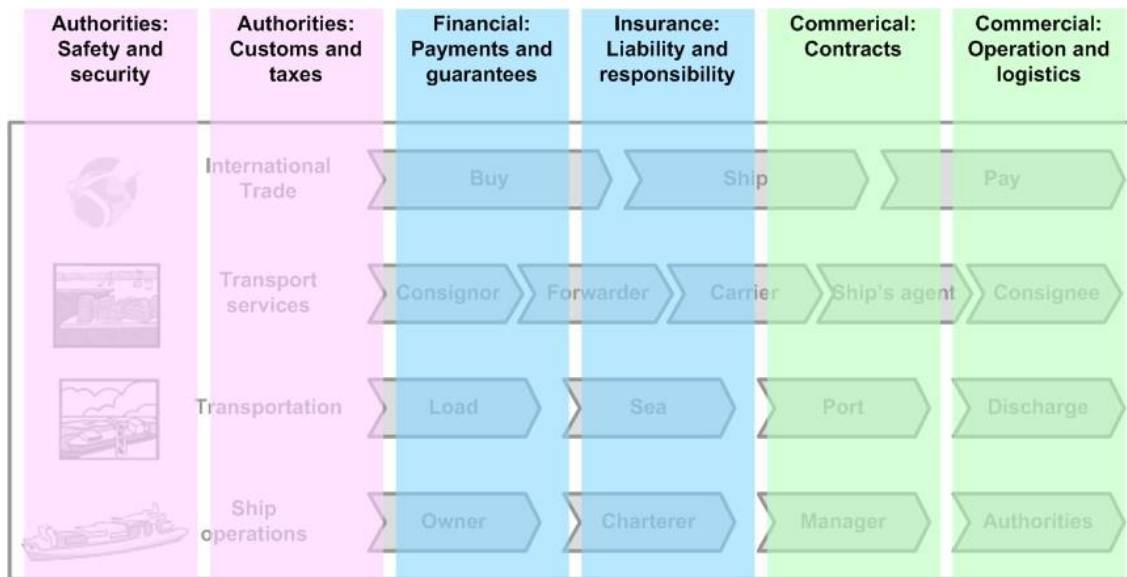 Authorities:
Safety and
security
Authorities:
Customs and
taxes
Financial:
Payments and
guarantees
Insurance:
Liability and
responsibility
Commerical:
Contracts
Commercial:
Operation and
logistics
International
Trade
Buy
Ship
Pay
Transport
services
Consignor
Forwarder
Carrier
Ship's agent
Consignee
Transportation
Load
Sea
Port
Discharge
Ship
operations
Owner
Charterer
Manager
Authorities